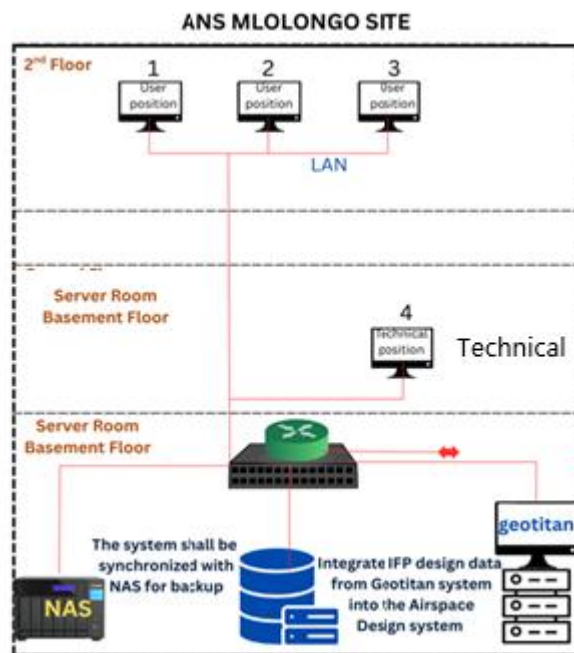 ANS MLOLONGO SITE
2nd Floor
1
2
3
User position
User position
User position
LAN
Server Room
Basement Floor
4
Technical position
Technical
Server Room
Basement Floor
The system shall be
synchronized with
NAS for backup
Integrate IFP design data
from Geotitan system
into the Airspace
Design system
geotitan
NAS